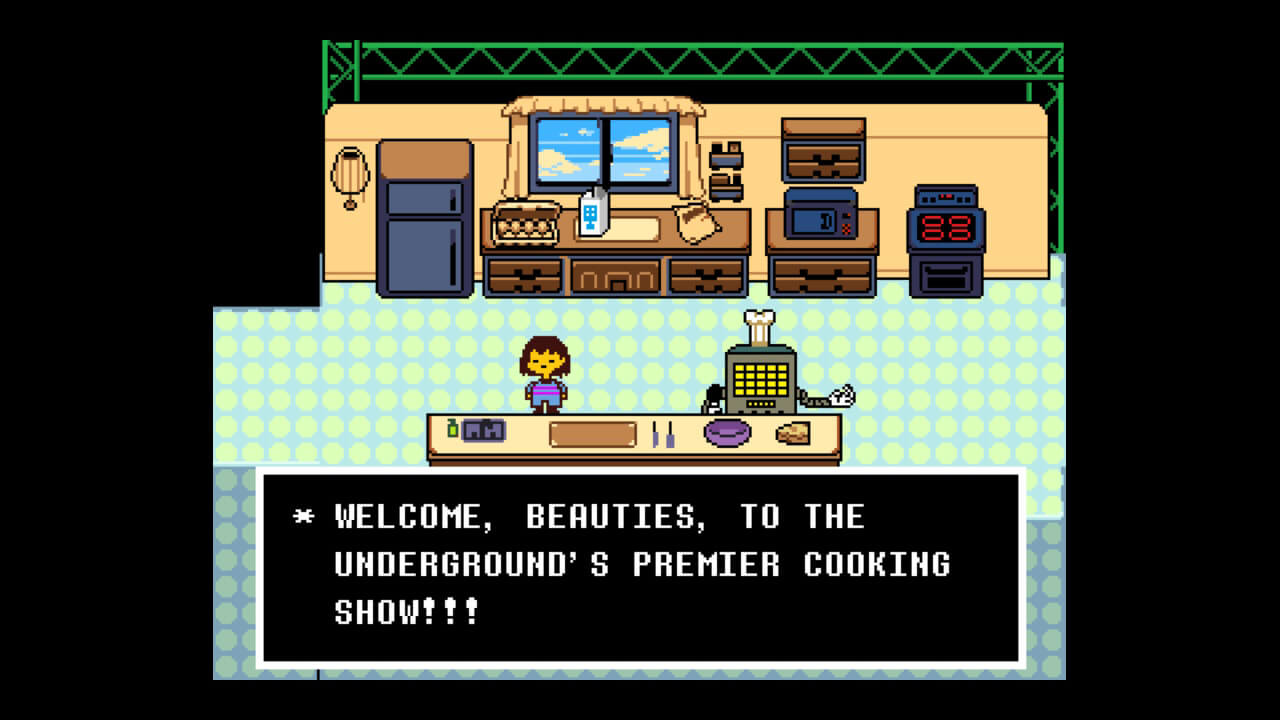 * WELCOME, BEAUTIES, TO THE
UNDERGROUND'S PREMIER COOKING
SHOW!!!